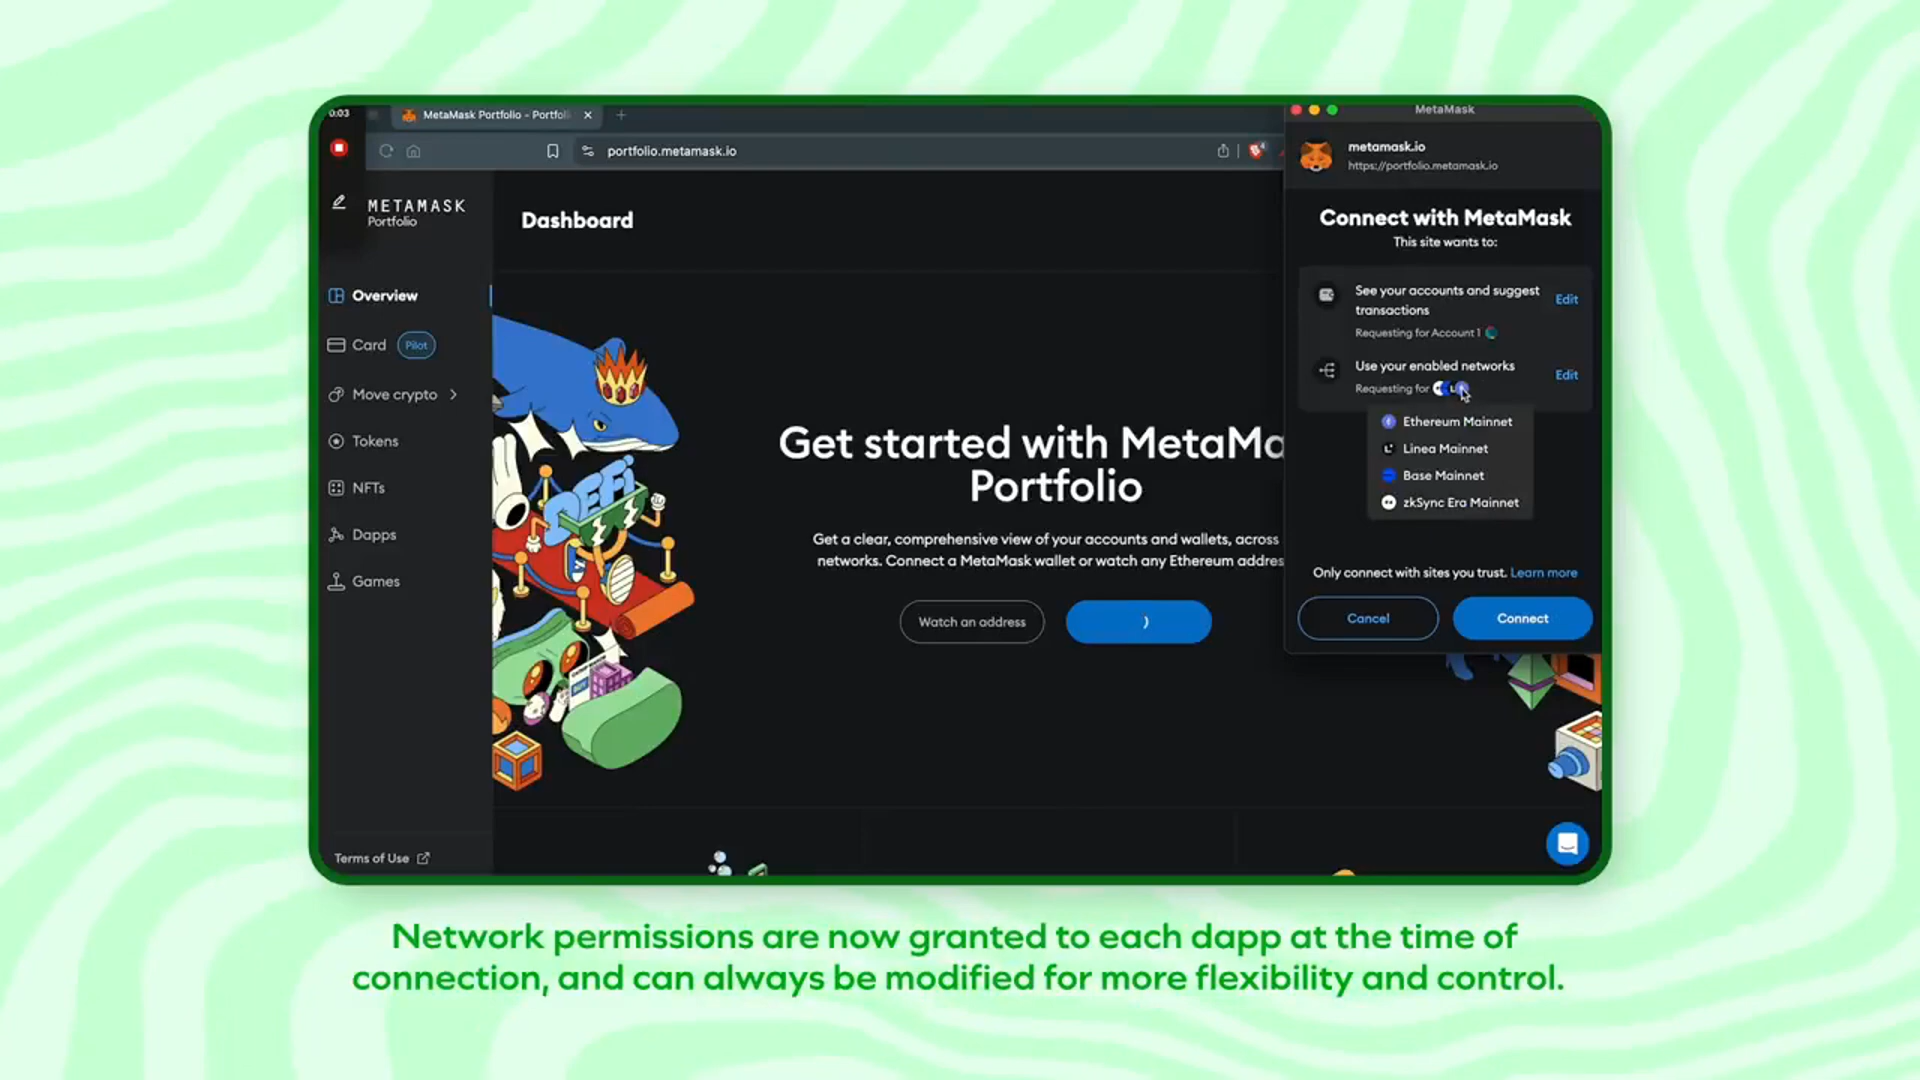 0:03
MetaMask Portfolio - Portfol
portfolio.metamask.io
4
METAMASK
Portfolio
Overview
Card
Pilot
Move crypto
Tokens
NFTs
Dapps
Games
Terms of Use
Dashboard
DEFi
BUY
Get started with MetaMa
Portfolio
Get a clear, comprehensive view of your accounts and wallets, across
networks. Connect a MetaMask wallet or watch any Ethereum addres
Watch an address
MetaMask
metamask.io
https://portfolio.metamask.io
Connect with MetaMask
This site wants to:
See your accounts and suggest
transactions
Edit
Requesting for Account 1
Use your enabled networks
Edit
Requesting for
Ethereum Mainnet
Linea Mainnet
Base Mainnet
zkSync Era Mainnet
Only connect with sites you trust. Learn more
Cancel
Connect
Network permissions are now granted to each dapp at the time of
connection, and can always be modified for more flexibility and control.